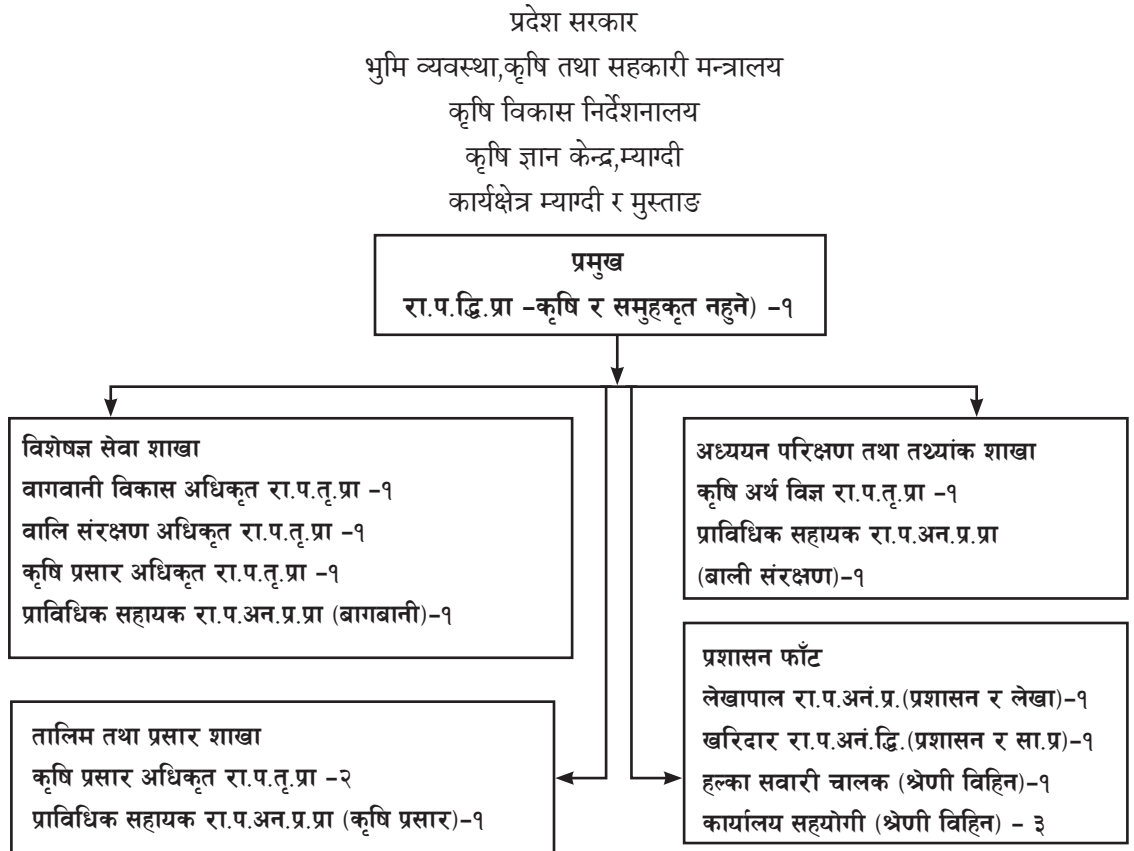 प्रदेश सरकार
भुमि व्यवस्था,कृषि तथा सहकारी मन्त्रालय
कृषि विकास निर्देशनालय
कृषि ज्ञान केन्द्र,म्याग्दी
कार्यक्षेत्र म्याग्दी र मुस्ताङ
प्रमुख
रा.प.द्धि.प्रा -कृषि र समुहकृत नहुने) -१
विशेषज्ञ सेवा शाखा
वागवानी विकास अधिकृत रा.प.तृ.प्रा -१
वालि संरक्षण अधिकृत रा.प.तृ.प्रा -१
कृषि प्रसार अधिकृत रा.प.तृ.प्रा -१
प्राविधिक सहायक रा.प.अन.प्र.प्रा (बागबानी)-१
अध्ययन परिक्षण तथा तथ्यांक शाखा
कृषि अर्थ विज्ञ रा.प.तृ.प्रा -१
प्राविधिक सहायक रा.प.अन.प्र.प्रा
(बाली संरक्षण)-१
तालिम तथा प्रसार शाखा
कृषि प्रसार अधिकृत रा.प.तृ.प्रा -२
प्राविधिक सहायक रा.प.अन.प्र.प्रा (कृषि प्रसार)-१
प्रशासन फाँट
लेखापाल रा.प.अनं.प्र.(प्रशासन र लेखा)-१
खरिदार रा.प.अनं.द्धि.(प्रशासन र सा.प्र)-१
हल्का सवारी चालक (श्रेणी विहिन)-१
कार्यालय सहयोगी (श्रेणी विहिन) - ३